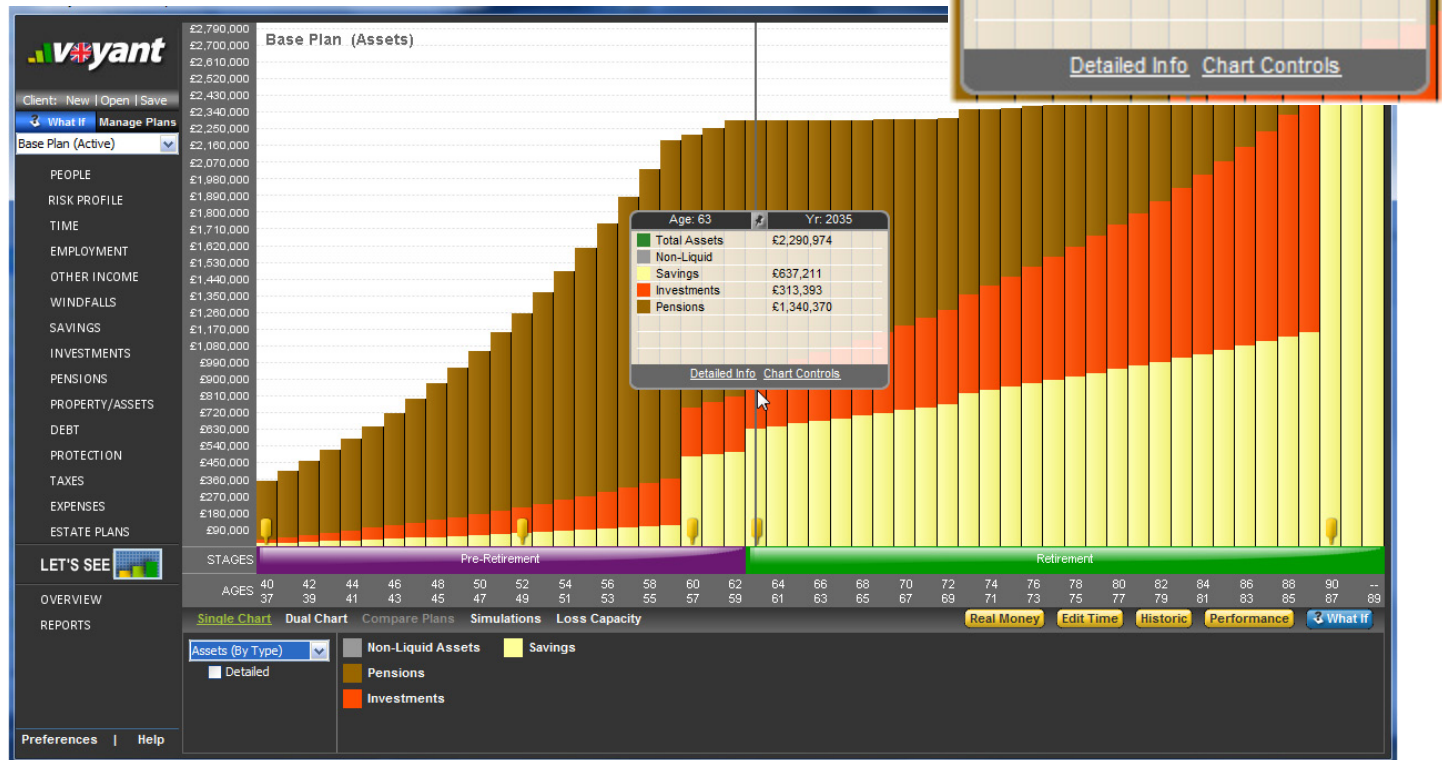 voyant
Client: New | Open | Save
What If Manage Plans
Base Plan (Active)
PEOPLE
RISK PROFILE
TIME
EMPLOYMENT
OTHER INCOME
WINDFALLS
SAVINGS
INVESTMENTS
PENSIONS
PROPERTY/ASSETS
DEBT
PROTECTION
TAXES
EXPENSES
ESTATE PLANS
LET'S SEE
OVERVIEW
REPORTS
Preferences | Help
Base Plan (Assets)
£2,790,000
£2,700,000
£2,610,000
£2,520,000
£2,430,000
£2,340,000
£2,250,000
£2,160,000
£2,070,000
£1,980,000
£1,890,000
£1,800,000
£1,710,000
£1,620,000
£1,530,000
£1,440,000
£1,350,000
£1,260,000
£1,170,000
£1,080,000
£990,000
£900,000
£810,000
£720,000
£630,000
£540,000
£450,000
£360,000
£270,000
£180,000
£90,000
Detailed Info Chart Controls
Age: 63 Yr: 2035
Total Assets £2,290,974
Non-Liquid
Savings £637,211
Investments £313,393
Pensions £1,340,370
Detailed Info Chart Controls
STAGES Pre-Retirement Retirement
AGES 40 42 44 46 48 50 52 54 56 58 60 62 64 66 68 70 72 74 76 78 80 82 84 86 88 90 --
37 39 41 43 45 47 49 51 53 55 57 59 61 63 65 67 69 71 73 75 77 79 81 83 85 87 89
Single Chart Dual Chart Compare Plans Simulations Loss Capacity Real Money Edit Time Historic Performance What If
Assets (By Type)
Detailed
Non-Liquid Assets Savings
Pensions
Investments